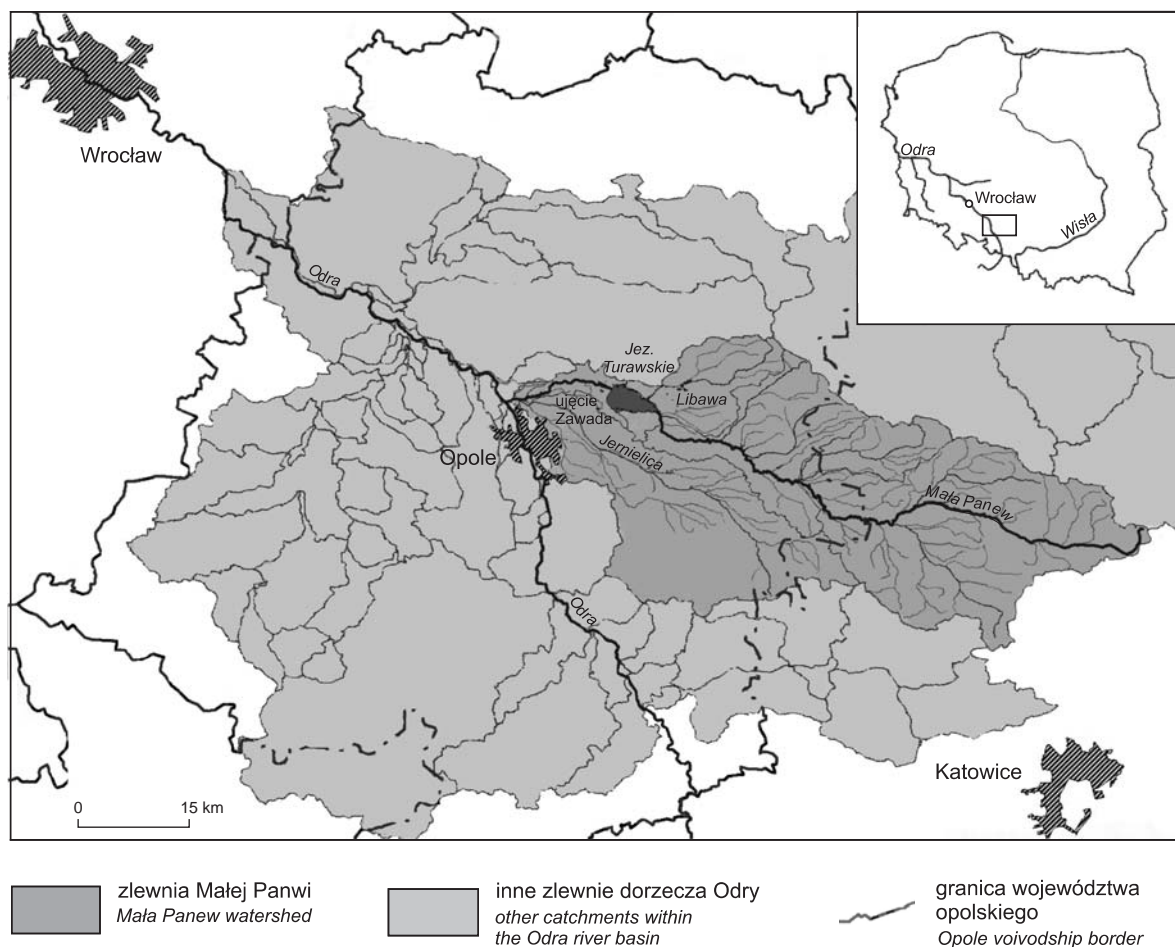 Wrocław
Odra
Wrocław
Wisła
Odra
Jez.
Turawskie
Libawa
ujęcie
Zawada
Jernielica
Opole
Mała Panew
Odra
Katowice
0 15 km
zlewnia Małej Panwi
Mała Panew watershed
inne zlewnie dorzecza Odry
other catchments within
the Odra river basin
granica województwa
opolskiego
Opole voivodship border